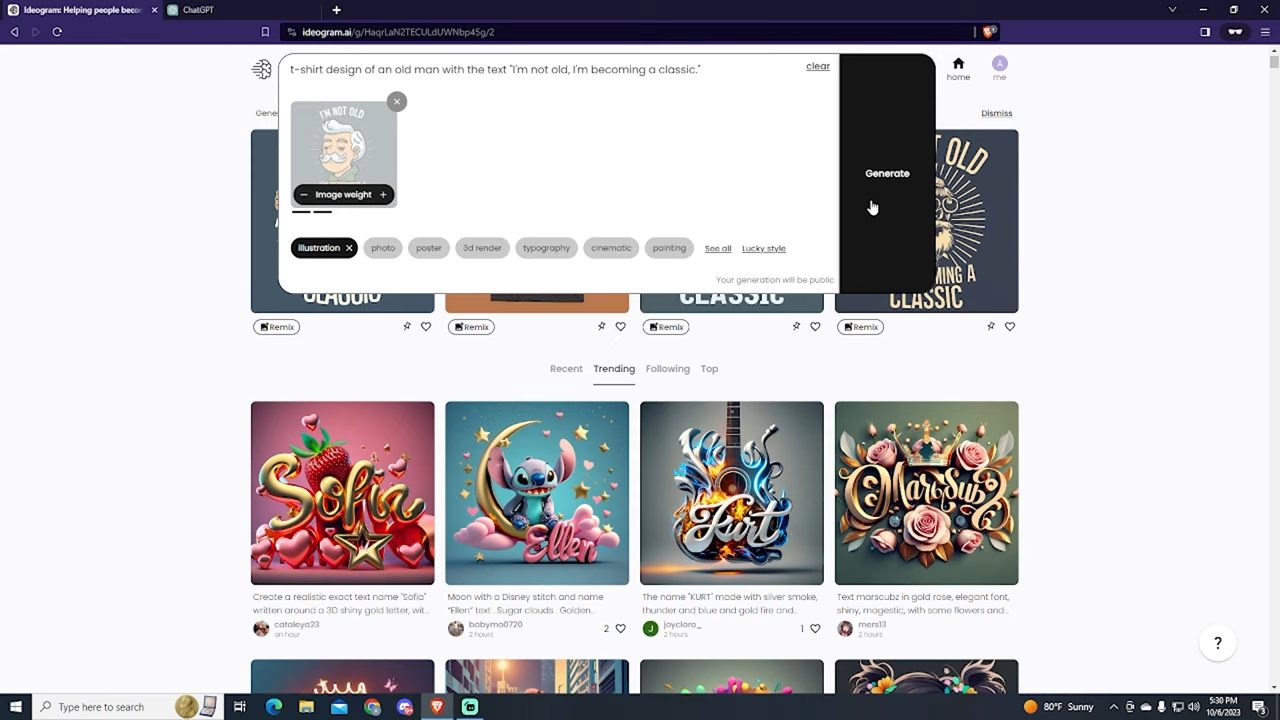 Ideogram: Helping people becom
ChatGPT
ideogram.ai/g/HaqrLaN2TECULdUWNbp45g/2
t-shirt design of an old man with the text "I'm not old, I'm becoming a classic."
clear
home
me
Gener
Dismiss
I'M NOT OLD
Image weight
Generate
illustration
photo
poster
3d render
typography
cinematic
painting
See all
Lucky style
Your generation will be public
CLASSIC
CLASSIC
CLASSIC
Remix
Remix
Remix
Remix
Recent
Trending
Following
Top
Sofia
Ellen
Kurt
Create a realistic exact text name "Sofia"
written around a 3D shiny gold letter, wit...
Moon with a Disney stitch and name
"Ellen" text . Sugar clouds . Golden...
The name "KURT" made with silver smoke,
thunder and blue and gold fire and...
Text marscubz in gold rose, elegant font,
shiny, magestic, with some flowers and...
cataleya23
an hour
bobymo0720
2 hours
2
joyclaro_
2 hours
1
mers13
2 hours
?
Type here to search
80°F Sunny
5:30 PM
10/6/2023